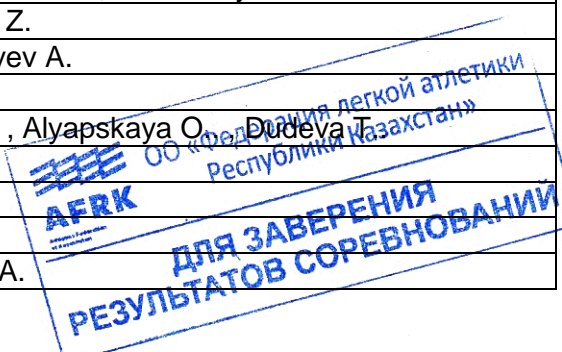 Z.
yev A.
, Alyapskaya O., , Dudeva T..
A.
ОО «Федерация легкой атлетики
Республики Казахстан»
AFRK
ДЛЯ ЗАВЕРЕНИЯ
РЕЗУЛЬТАТОВ СОРЕВНОВАНИЙ